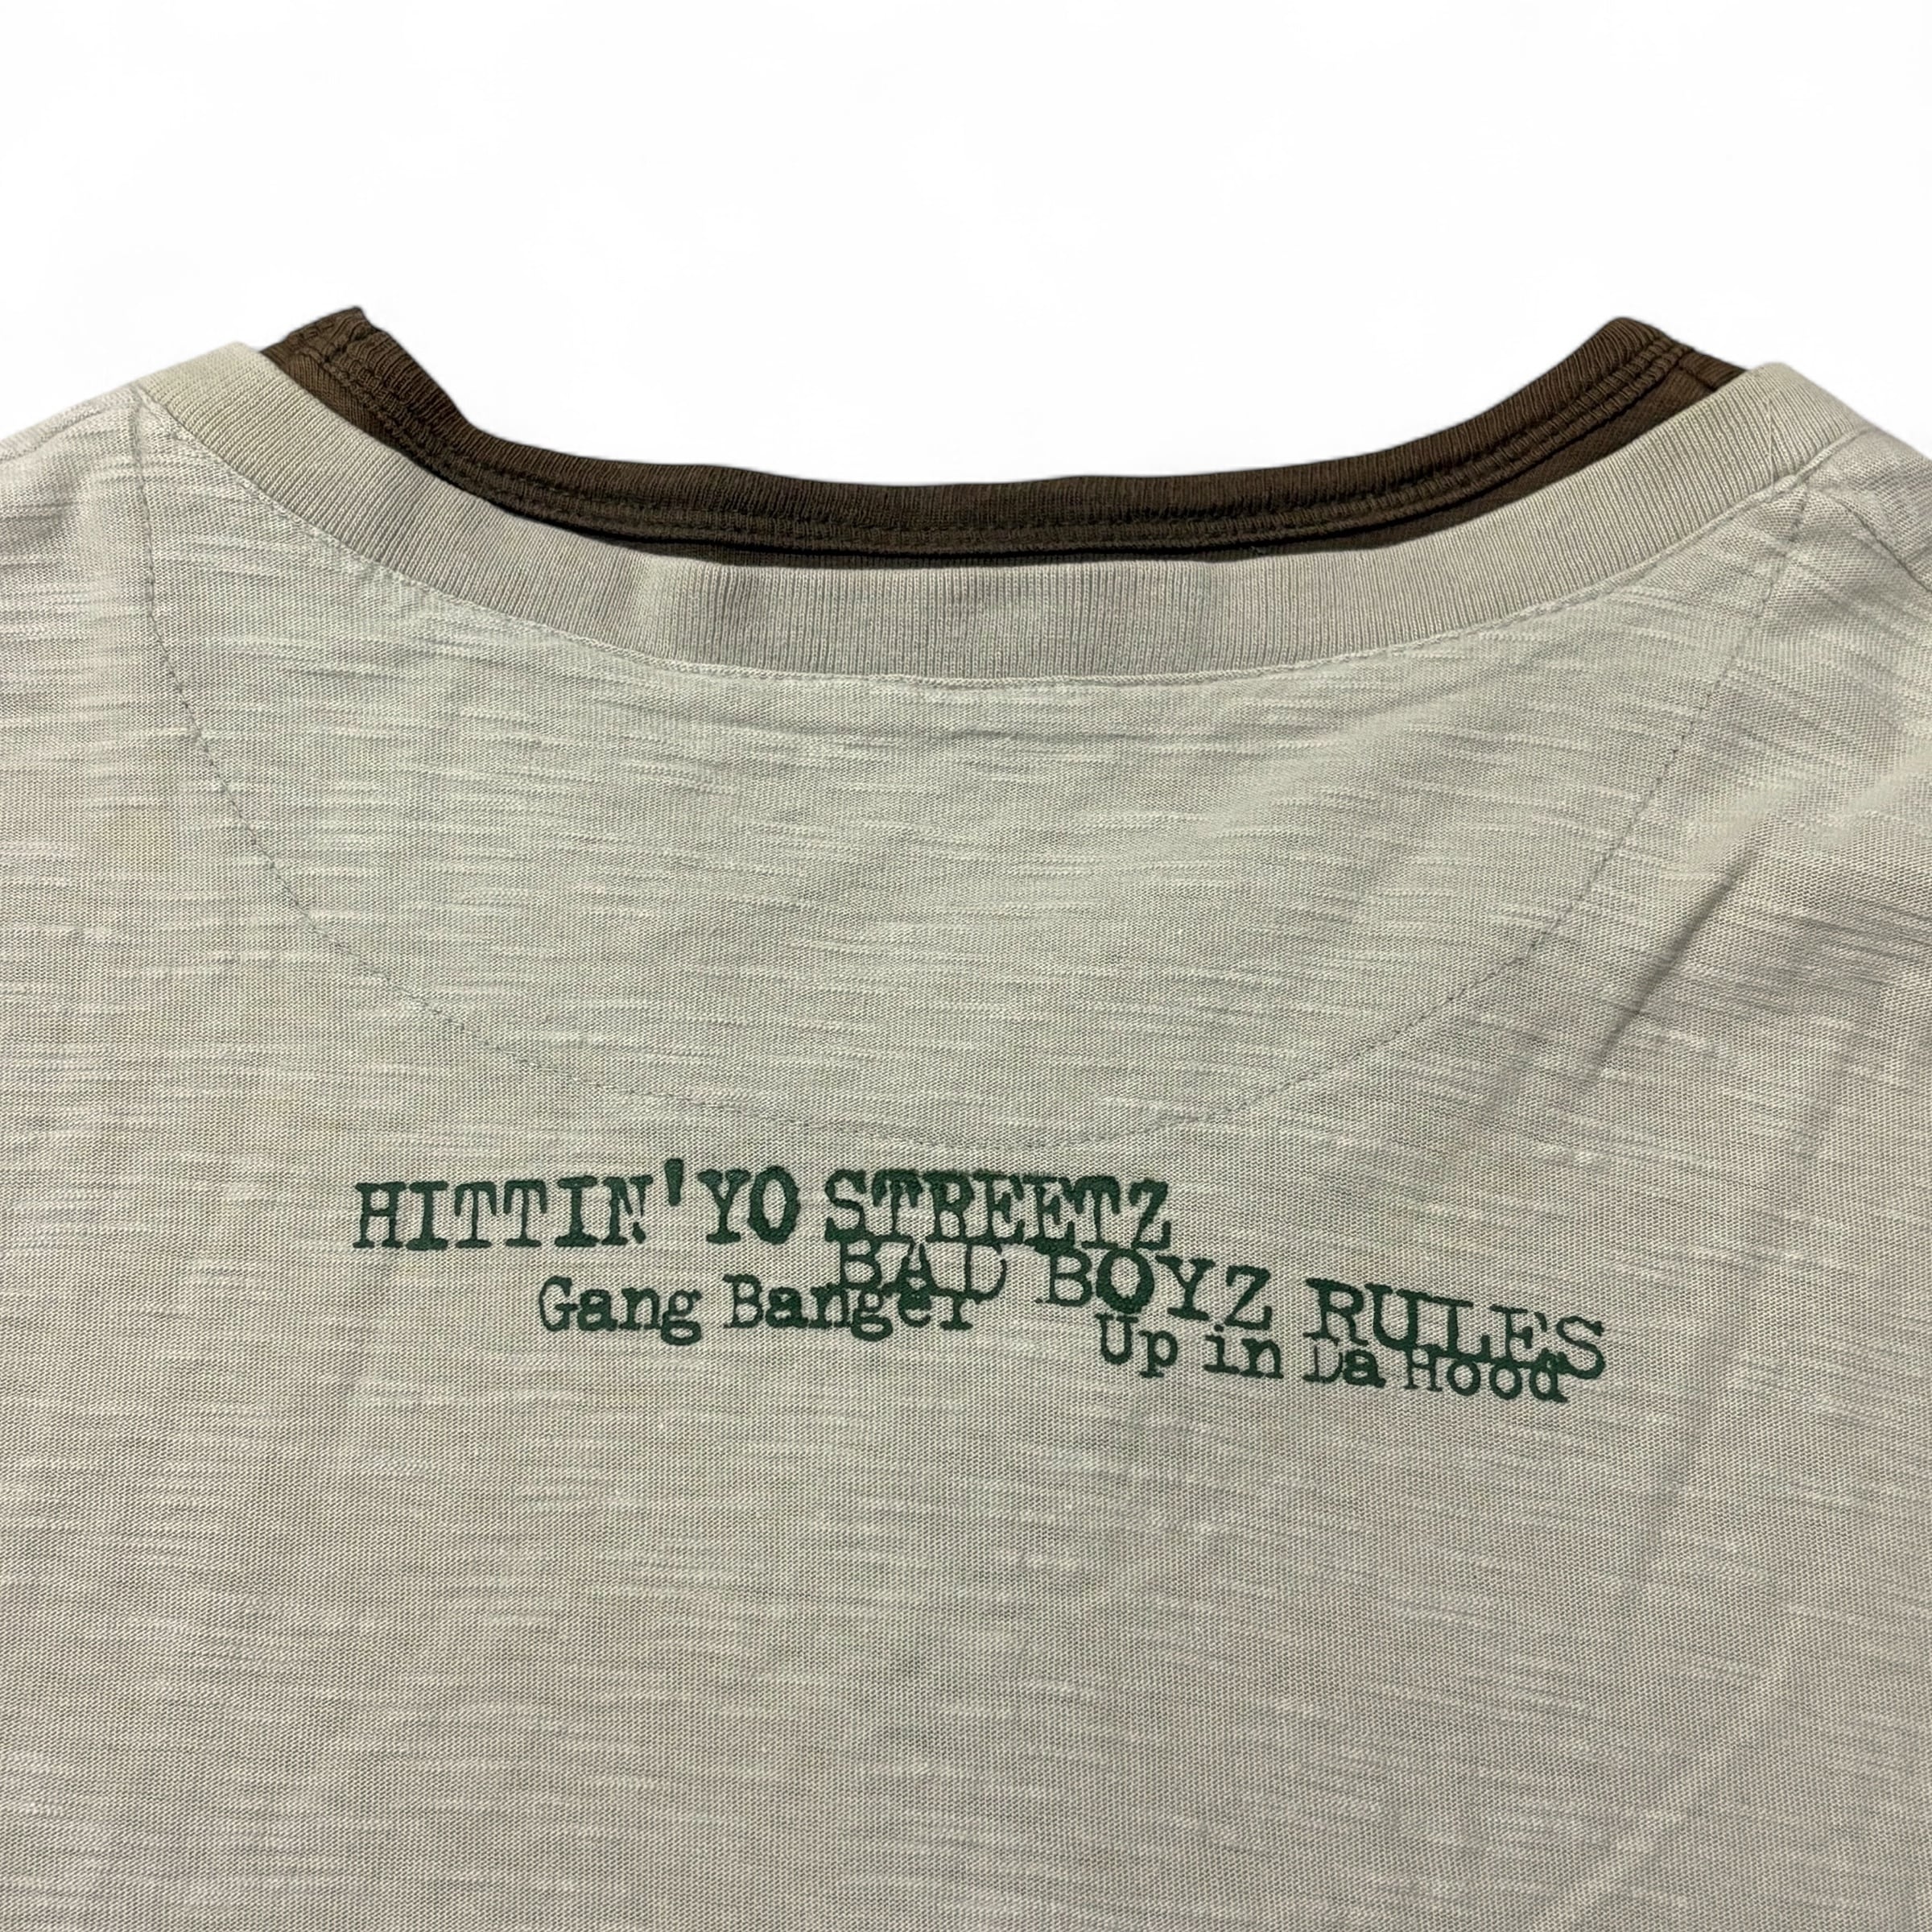 HITTIN'YO STREETZ
BAD BOYZ RULES
Gang Banger
Up in Da Hood